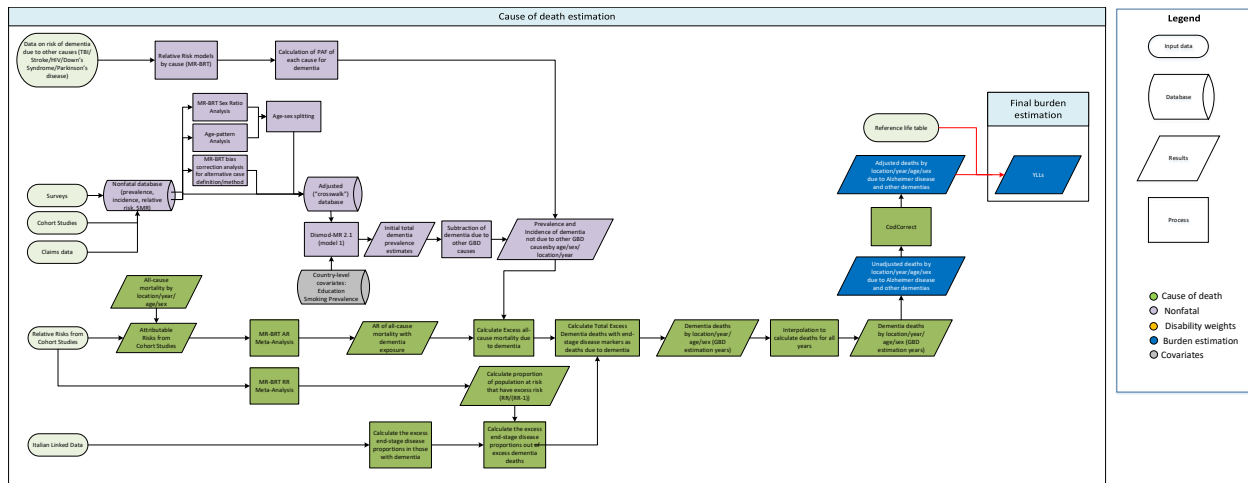 Cause of death estimation
Data on risk of dementia
due to other causes (TBI/
Stroke/HIV/Down's
Syndrome/Parkinson's
disease)
Relative Risk models
by cause (MR-BRT)
Calculation of PAF of
each cause for
dementia
MR-BRT Sex Ratio
Analysis
Age-pattern Analysis
Age-sex splitting
MR-BRT bias
correction analysis
for alternative case
definition/method
Surveys
Cohort Studies
Claims data
Nonfatal database
(prevalence,
incidence, relative
risk, SMR)
Adjusted
("crosswalk")
database
Dismod-MR 2.1
(model 1)
Initial total
dementia
prevalence
estimates
Subtraction of
dementia due to
other GBD
causes
Prevalence and
Incidence of dementia
not due to other GBD
causesby age/sex/
location/year
Country-level
covariates:
Education
Smoking Prevalence
All-cause
mortality by
location/year/
age/sex
Relative Risks from
Cohort Studies
Attributable
Risks from
Cohort Studies
MR-BRT AR
Meta-Analysis
AR of all-cause
mortality with
dementia
exposure
Calculate Excess all-
cause mortality due
to dementia
Calculate Total Excess
Dementia deaths with end-
stage disease markers as
deaths due to dementia
Dementia deaths
by location/year/
age/sex (GBD
estimation years)
Interpolation to
calculate deaths for all
years
Dementia deaths
by location/year/
age/sex (GBD
estimation years)
MR-BRT RR
Meta-Analysis
Calculate proportion
of population at risk
that have excess risk
(RR/(RR-1))
Italian Linked Data
Calculate the excess
end-stage disease
proportions in those
with dementia
Calculate the excess
end-stage disease
proportions out of
excess dementia
deaths
Unadjusted deaths by
location/year/age/sex
due to Alzheimer disease
and other dementias
CodCorrect
Adjusted deaths by
location/year/age/sex
due to Alzheimer disease
and other dementias
Reference life table
Final burden
estimation
YLLs
Legend
Input data
Database
Results
Process
Cause of death
Nonfatal
Disability weights
Burden estimation
Covariates